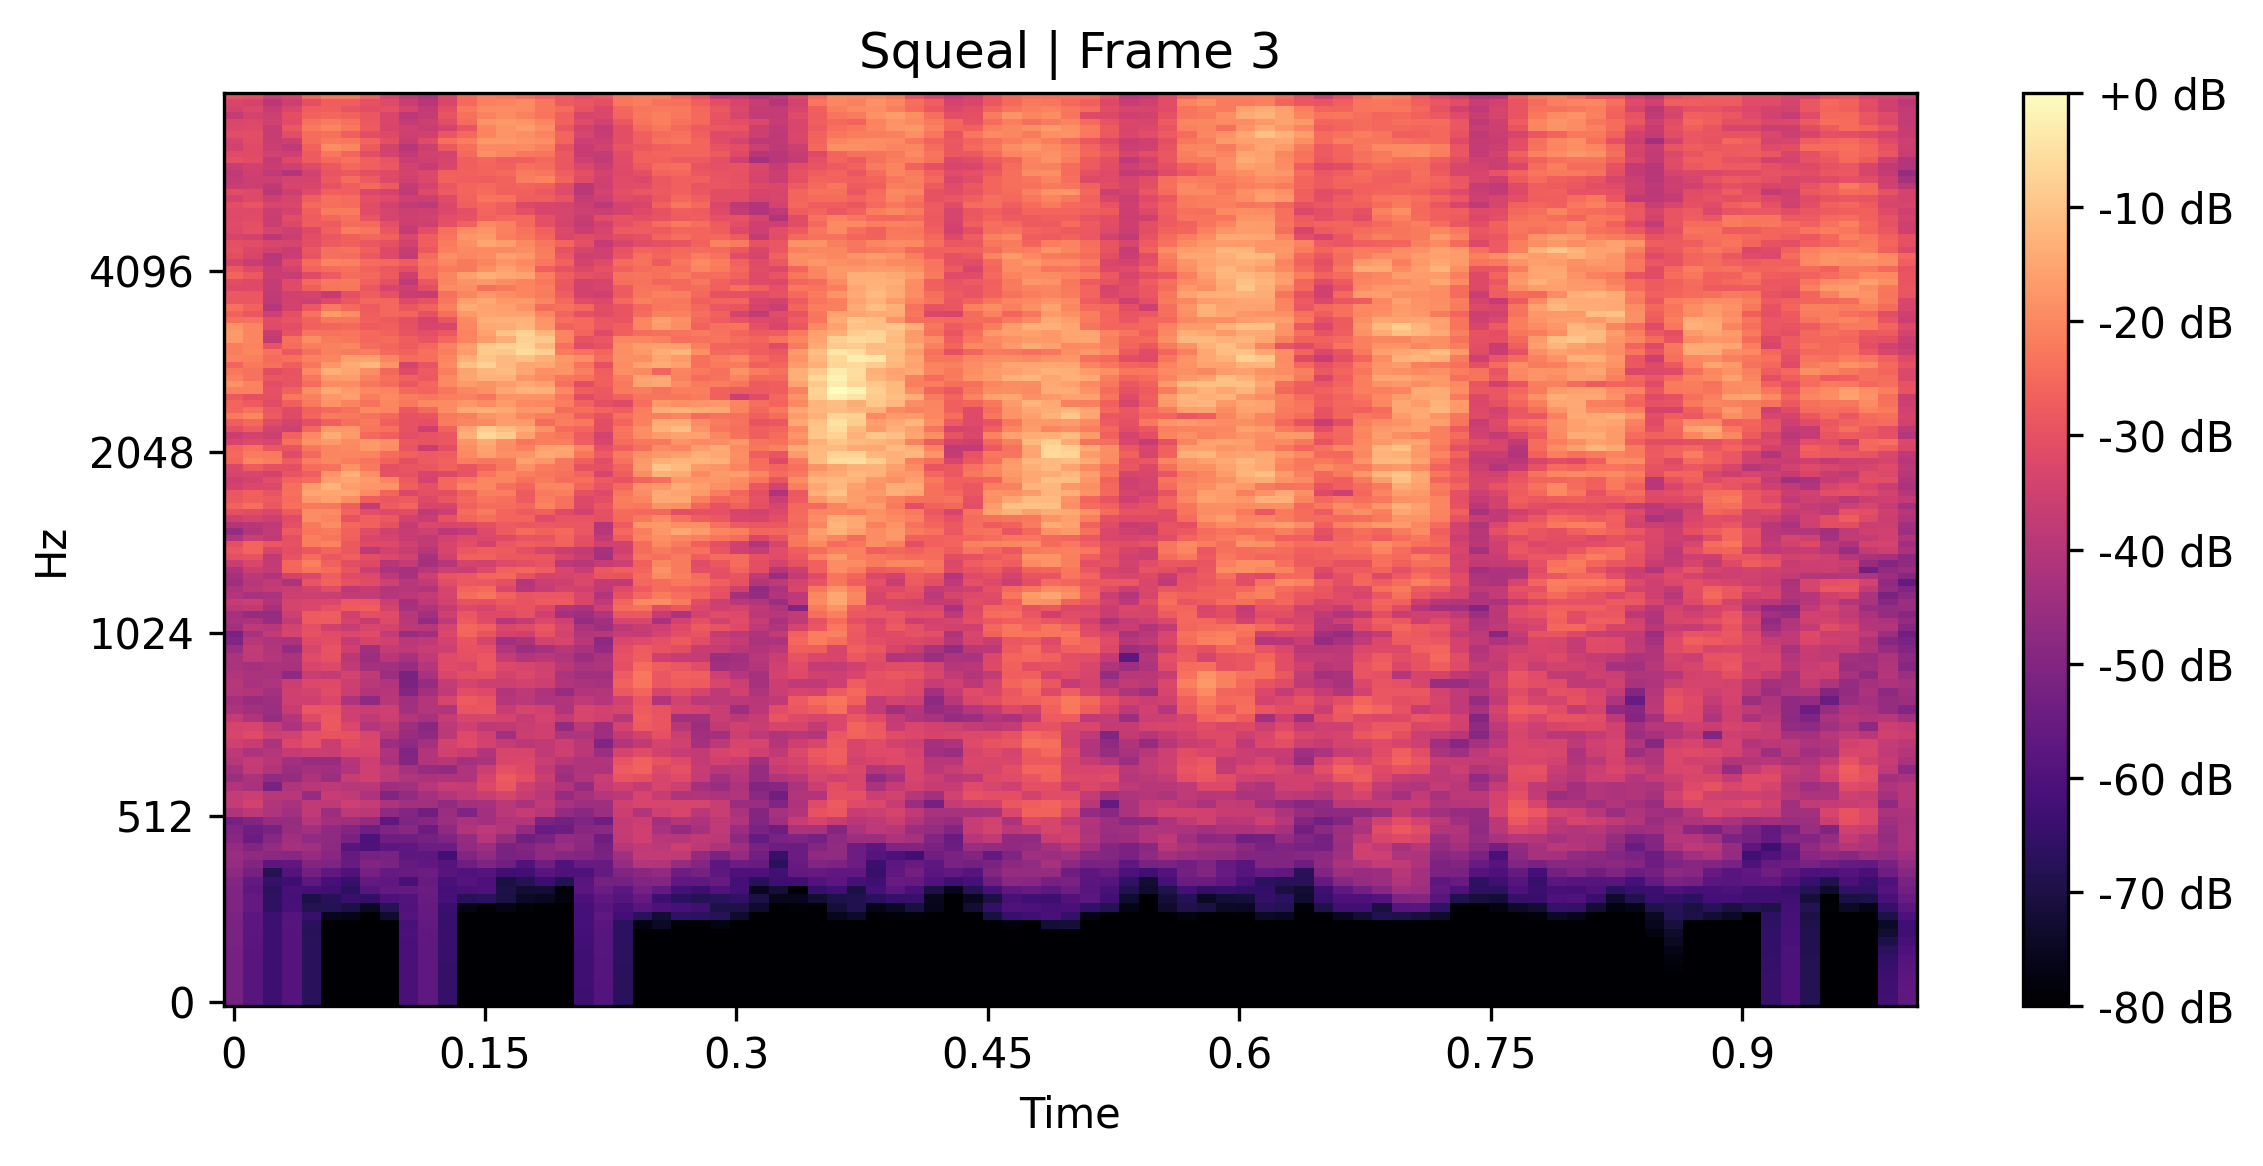 Squeal | Frame 3
+0 dB
-10 dB
-20 dB
-30 dB
-40 dB
-50 dB
-60 dB
-70 dB
-80 dB
Hz
4096
2048
1024
512
0
0 0.15 0.3 0.45 0.6 0.75 0.9
Time